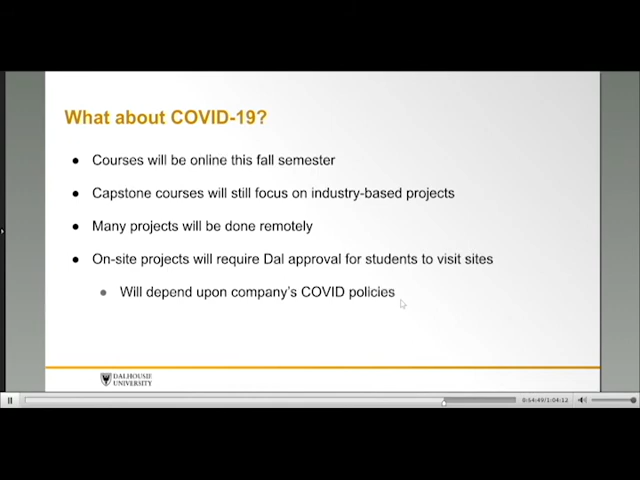 What about COVID-19?
● Courses will be online this fall semester
● Capstone courses will still focus on industry-based projects
● Many projects will be done remotely
● On-site projects will require Dal approval for students to visit sites
● Will depend upon company's COVID policies
DALHOUSIE
UNIVERSITY
0:54:49/1:04:12